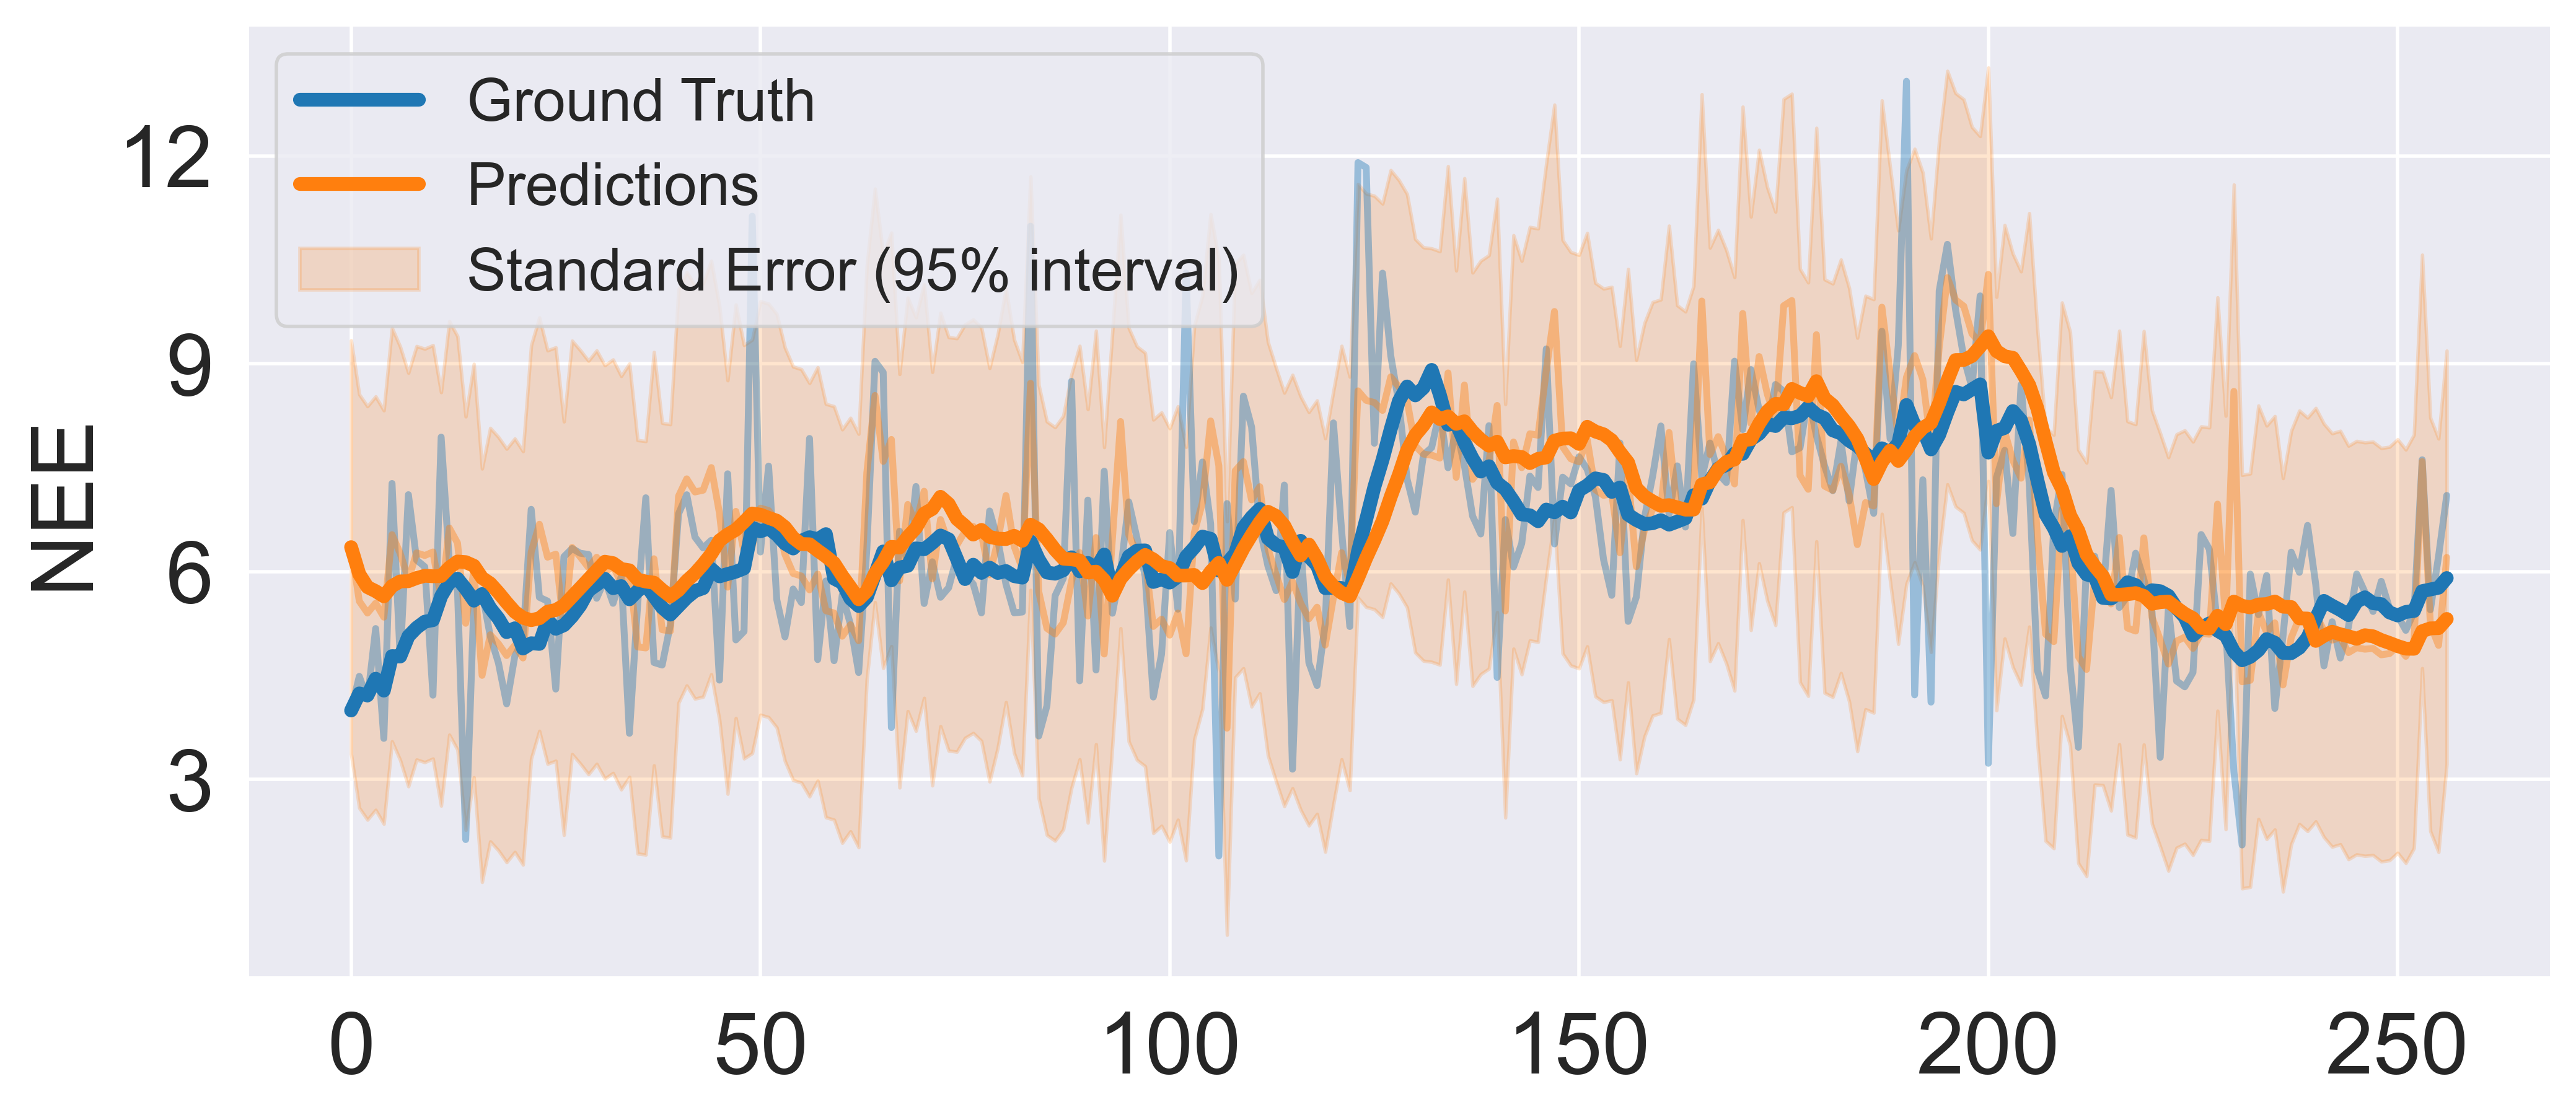 Ground Truth
Predictions
Standard Error (95% interval)
NEE
12
9
6
3
0 50 100 150 200 250